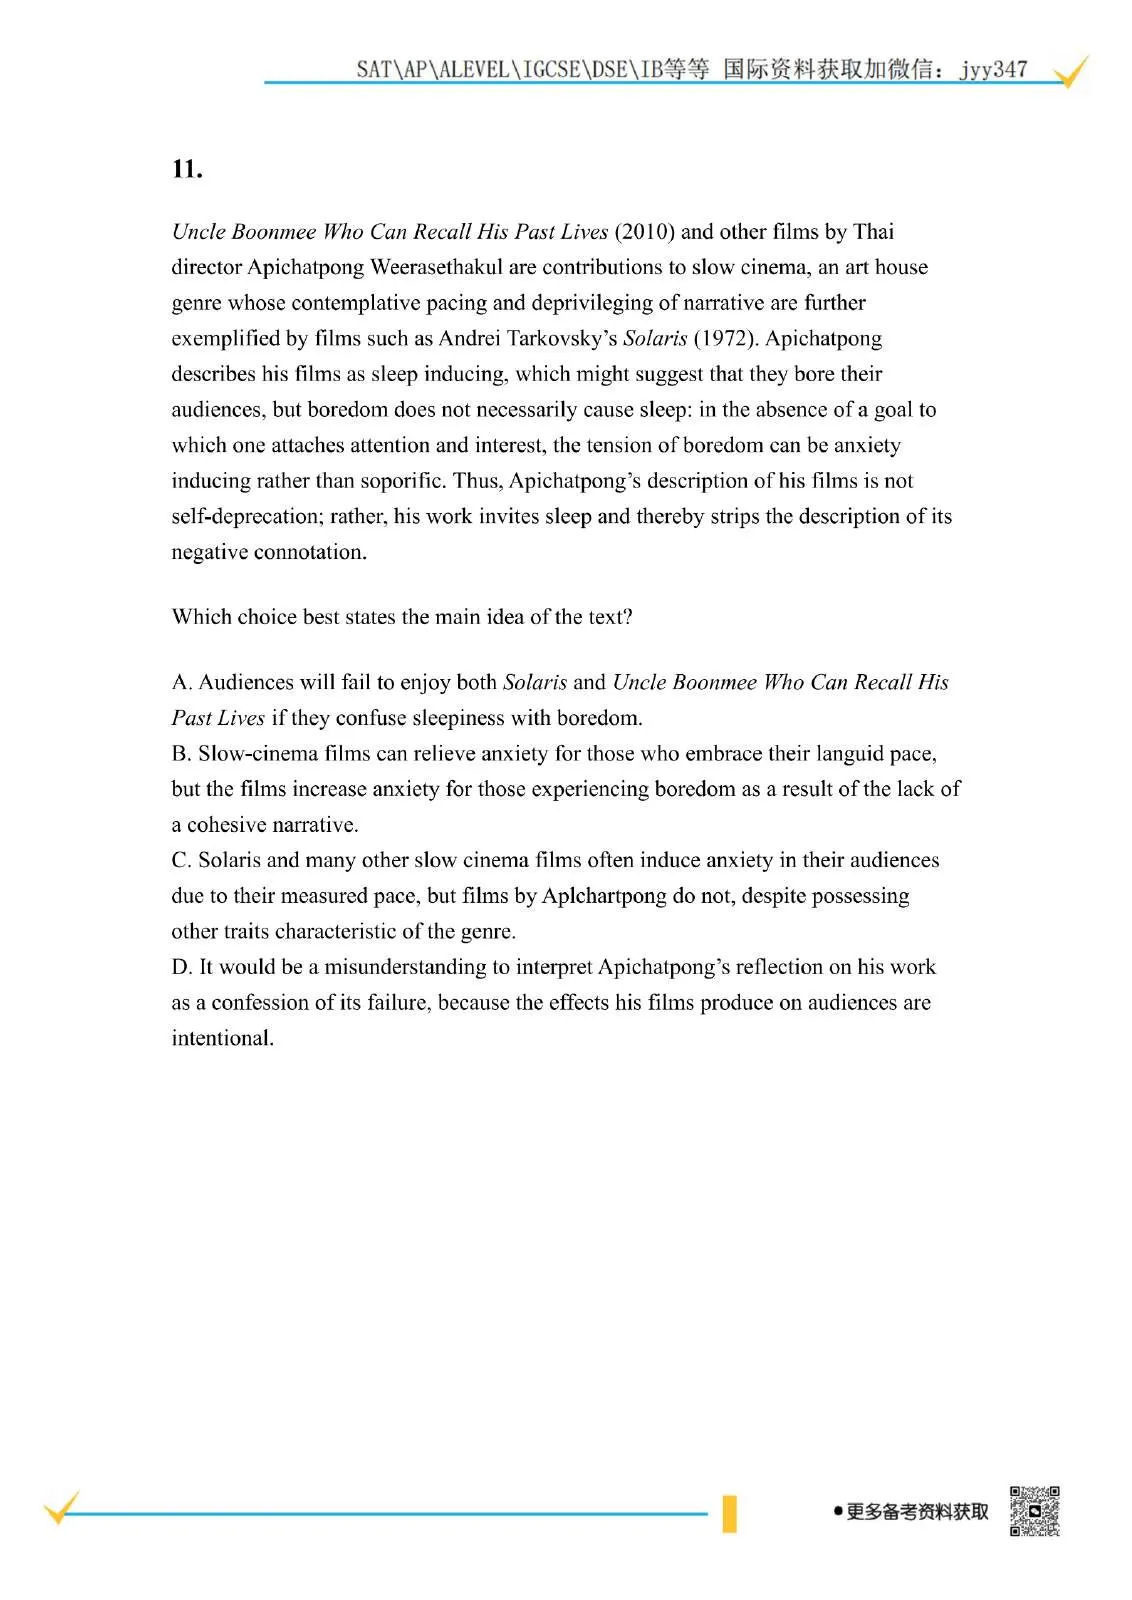 SAT\AP\ALEVEL\IGCSE\DSE\IB等等 国际资料获取加微信：jyy347
11.
Uncle Boonmee Who Can Recall His Past Lives (2010) and other films by Thai
director Apichatpong Weerasethakul are contributions to slow cinema, an art house
genre whose contemplative pacing and deprivileging of narrative are further
exemplified by films such as Andrei Tarkovsky’s Solaris (1972). Apichatpong
describes his films as sleep inducing, which might suggest that they bore their
audiences, but boredom does not necessarily cause sleep: in the absence of a goal to
which one attaches attention and interest, the tension of boredom can be anxiety
inducing rather than soporific. Thus, Apichatpong’s description of his films is not
self-deprecation; rather, his work invites sleep and thereby strips the description of its
negative connotation.
Which choice best states the main idea of the text?
A. Audiences will fail to enjoy both Solaris and Uncle Boonmee Who Can Recall His
Past Lives if they confuse sleepiness with boredom.
B. Slow-cinema films can relieve anxiety for those who embrace their languid pace,
but the films increase anxiety for those experiencing boredom as a result of the lack of
a cohesive narrative.
C. Solaris and many other slow cinema films often induce anxiety in their audiences
due to their measured pace, but films by Aplchartpong do not, despite possessing
other traits characteristic of the genre.
D. It would be a misunderstanding to interpret Apichatpong’s reflection on his work
as a confession of its failure, because the effects his films produce on audiences are
intentional.
•更多备考资料获取